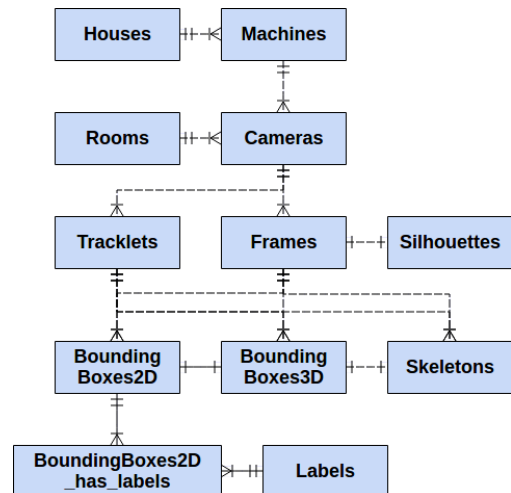 Houses
Machines
Rooms
Cameras
Tracklets
Frames
Silhouettes
Bounding
Boxes2D
Bounding
Boxes3D
Skeletons
BoundingBoxes2D
_has_labels
Labels